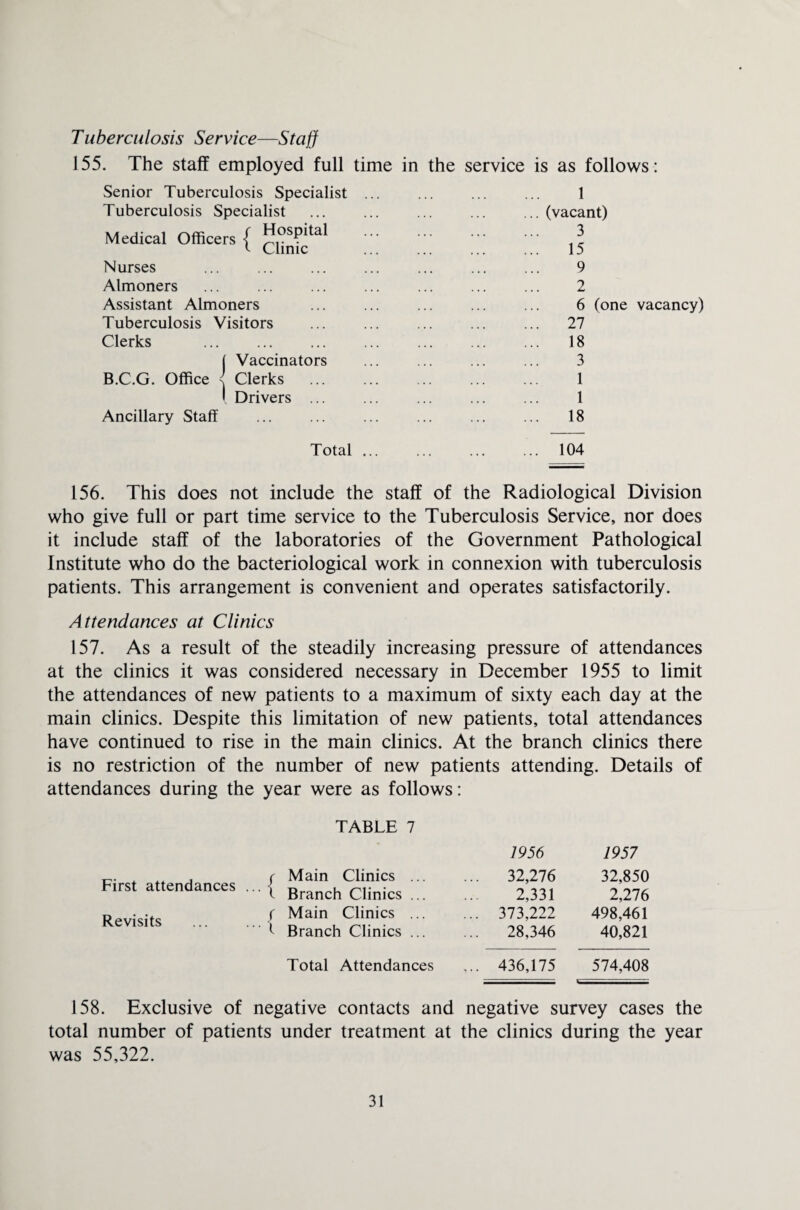 Tuberculosis Service—Staff
155. The staff employed full time in the service is as follows:
Senior Tuberculosis Specialist ... ... ... ... 1
Tuberculosis Specialist ... ... ... ... ... (vacant)
Medical Officers { Hospital ... ... ... ... 3
Clinic ... ... ... ... 15
Nurses ... ... ... ... ... ... ... 9
Almoners ... ... ... ... ... ... ... 2
Assistant Almoners ... ... ... ... ... 6 (one vacancy)
Tuberculosis Visitors ... ... ... ... ... 27
Clerks ... ... ... ... ... ... ... 18
B.C.G. Office { Vaccinators ... ... ... ... 3
Clerks ... ... ... ... ... 1
Drivers ... ... ... ... ... 1
Ancillary Staff ... ... ... ... ... ... 18
Total ... ... ... ... 104
156. This does not include the staff of the Radiological Division
who give full or part time service to the Tuberculosis Service, nor does
it include staff of the laboratories of the Government Pathological
Institute who do the bacteriological work in connexion with tuberculosis
patients. This arrangement is convenient and operates satisfactorily.
Attendances at Clinics
157. As a result of the steadily increasing pressure of attendances
at the clinics it was considered necessary in December 1955 to limit
the attendances of new patients to a maximum of sixty each day at the
main clinics. Despite this limitation of new patients, total attendances
have continued to rise in the main clinics. At the branch clinics there
is no restriction of the number of new patients attending. Details of
attendances during the year were as follows:
TABLE 7
1956 1957
First attendances ... { Main Clinics ... ... 32,276 32,850
Branch Clinics ... ... 2,331 2,276
Revisits ... ... { Main Clinics ... ... 373,222 498,461
Branch Clinics ... ... 28,346 40,821
Total Attendances ... 436,175 574,408
158. Exclusive of negative contacts and negative survey cases the
total number of patients under treatment at the clinics during the year
was 55,322.
31